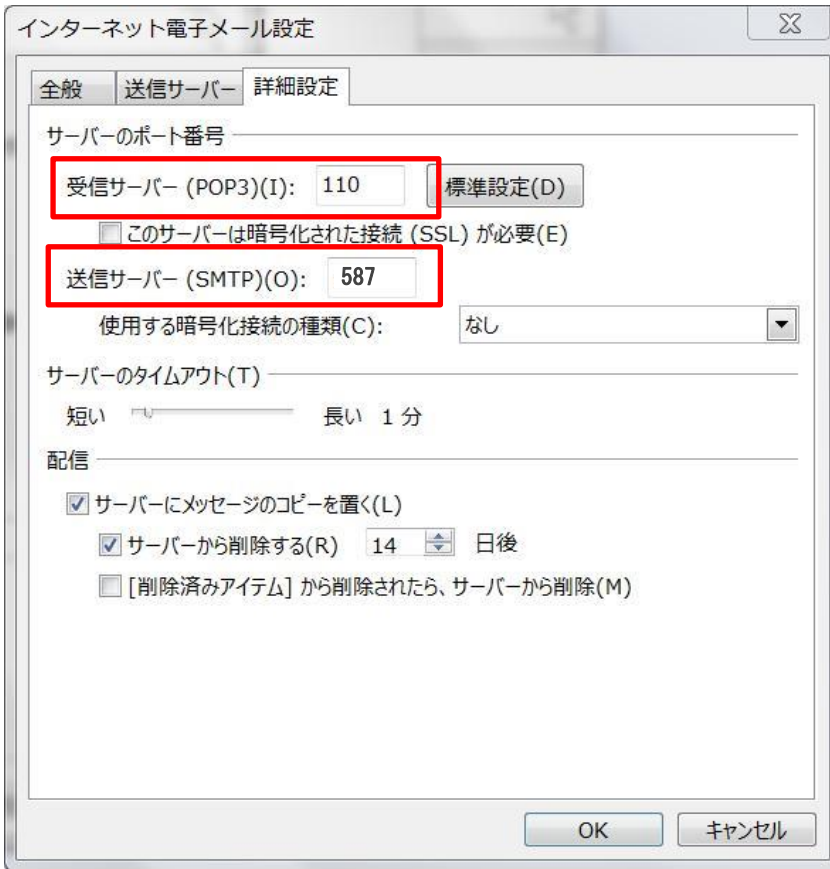 インターネット電子メール設定
全般 送信サーバー 詳細設定
サーバーのポート番号
受信サーバー (POP3)(I): 110 標準設定(D)
このサーバーは暗号化された接続 (SSL) が必要(E)
送信サーバー (SMTP)(O): 587
使用する暗号化接続の種類(C): なし
サーバーのタイムアウト(T)
短い 長い 1 分
配信
サーバーにメッセージのコピーを置く(L)
サーバーから削除する(R) 14 日後
[削除済みアイテム] から削除されたら、サーバーから削除(M)
OK キャンセル